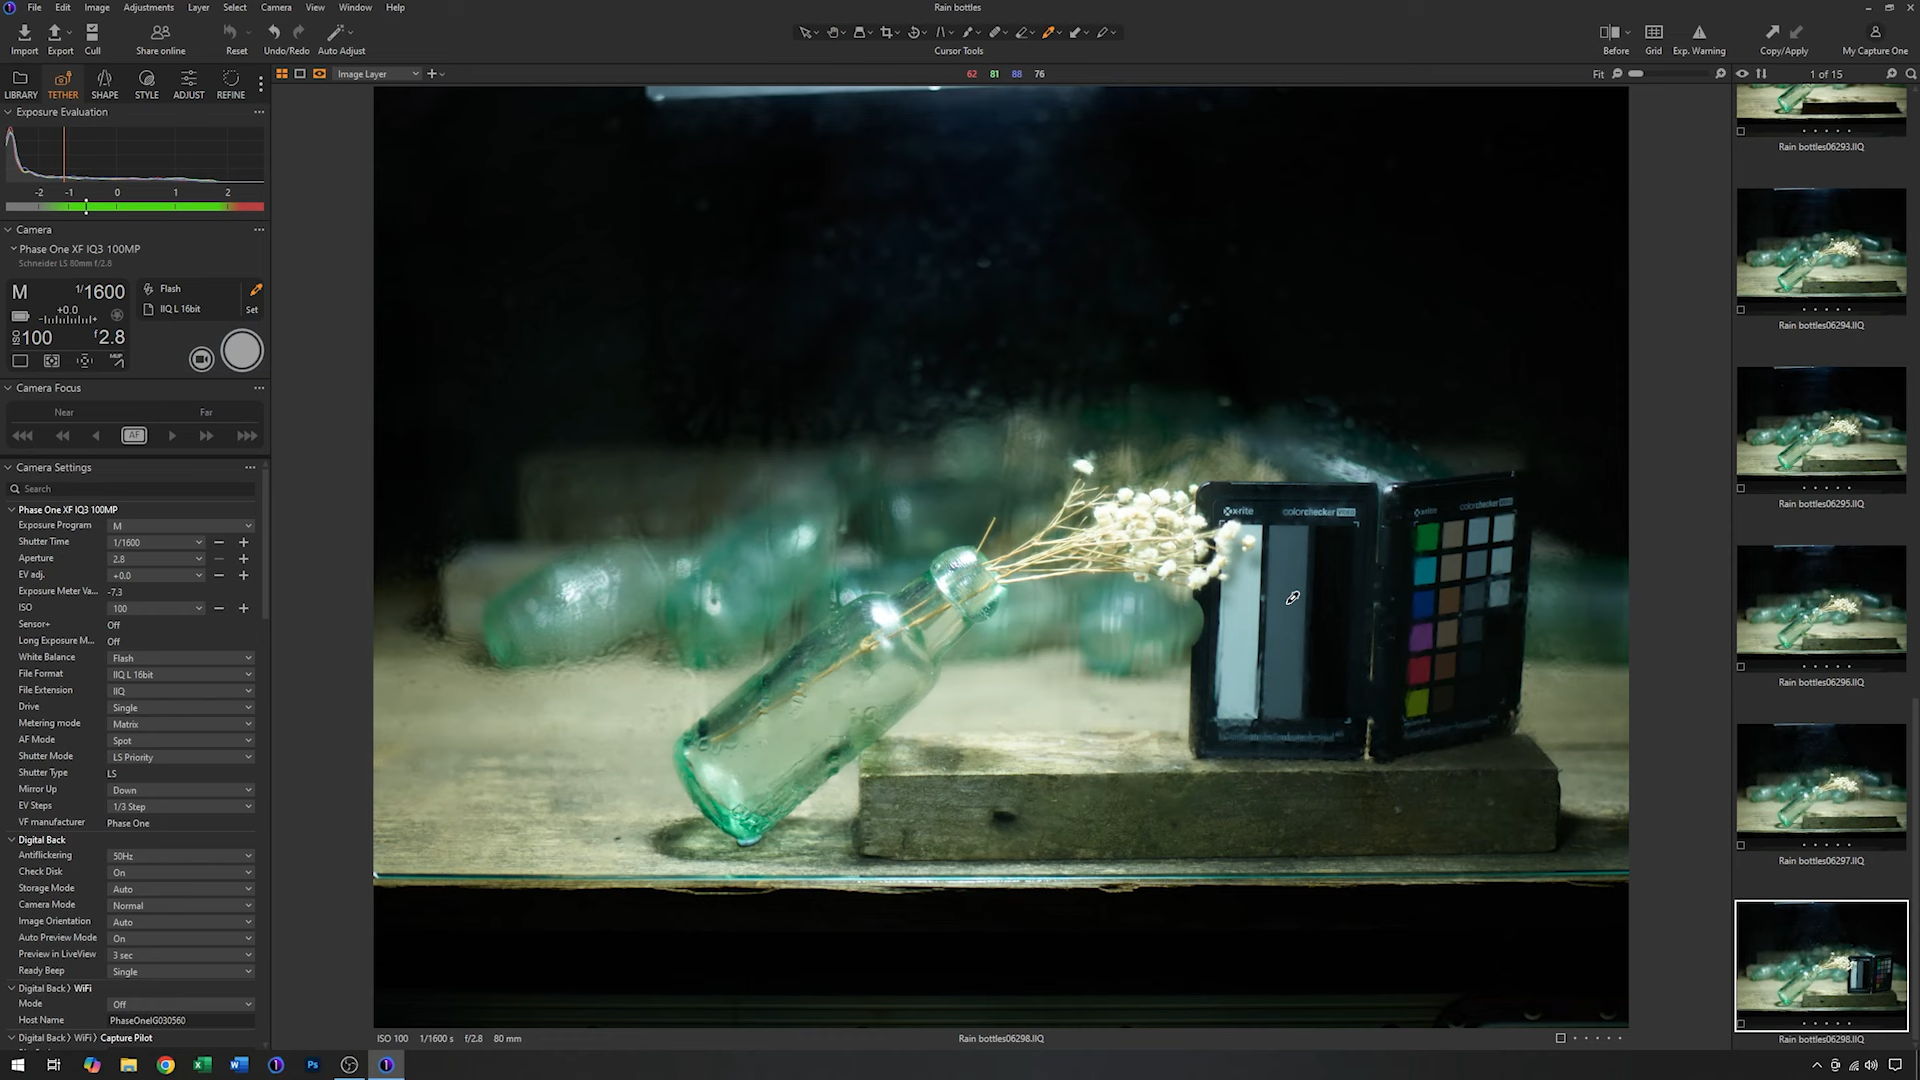 File Edit Image Adjustments Layer Select Camera View Window Help
Rain bottles
Import Export Cull Share online Reset Undo/Redo Auto Adjust
Cursor Tools
Before Grid Exp. Warning Copy/Apply My Capture One
LIBRARY TETHER SHAPE STYLE ADJUST REFINE
Image Layer
62 81 88 76
Fit
1 of 15
Exposure Evaluation
-2 -1 0 1 2
Camera
Phase One XF IQ3 100MP
Schneider LS 80mm f/2.8
M 1/1600
Flash
+0.0
IIQ L 16bit
Set
ISO 100 f2.8
MUP
Camera Focus
Near Far
AF
Camera Settings
Search
Phase One XF IQ3 100MP
Exposure Program M
Shutter Time 1/1600
Aperture 2.8
EV adj. +0.0
Exposure Meter Va... -7.3
ISO 100
Sensor+ Off
Long Exposure M... Off
White Balance Flash
File Format IIQ L 16bit
File Extension IIQ
Drive Single
Metering mode Matrix
AF Mode Spot
Shutter Mode LS Priority
Shutter Type LS
Mirror Up Down
EV Steps 1/3 Step
VF manufacturer Phase One
Digital Back
Antiflickering 50Hz
Check Disk On
Storage Mode Auto
Camera Mode Normal
Image Orientation Auto
Auto Preview Mode On
Preview in LiveView 3 sec
Ready Beep Single
Digital Back 〉 WiFi
Mode Off
Host Name PhaseOneIG030560
Digital Back 〉 WiFi 〉 Capture Pilot
x-rite colorchecker VIDEO
x-rite colorchecker
ISO 100 1/1600 s f/2.8 80 mm
Rain bottles06298.IIQ
Rain bottles06293.IIQ
Rain bottles06294.IIQ
Rain bottles06295.IIQ
Rain bottles06296.IIQ
Rain bottles06297.IIQ
Rain bottles06298.IIQ